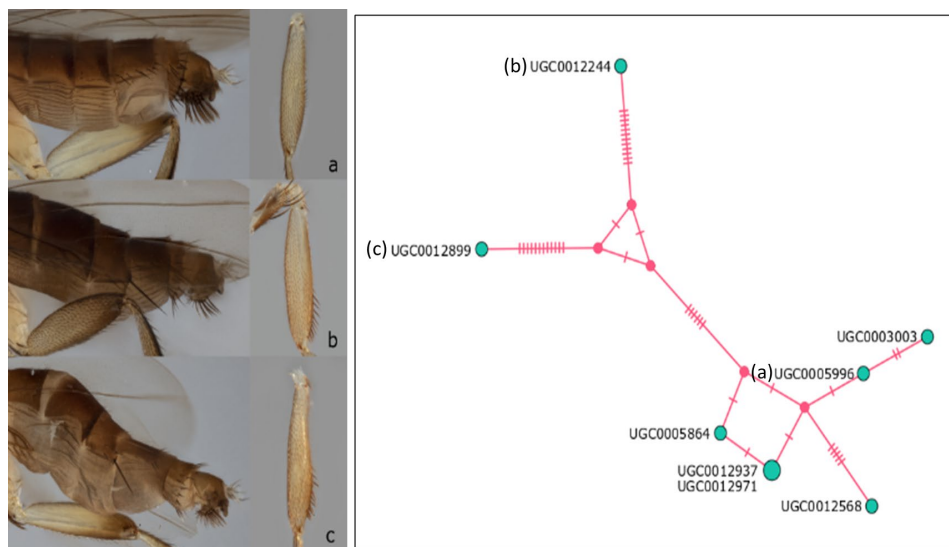 a
b
c
(b) UGC0012244
(c) UGC0012899
UGC0003003
(a) UGC0005996
UGC0005864
UGC0012937
UGC0012971
UGC0012568